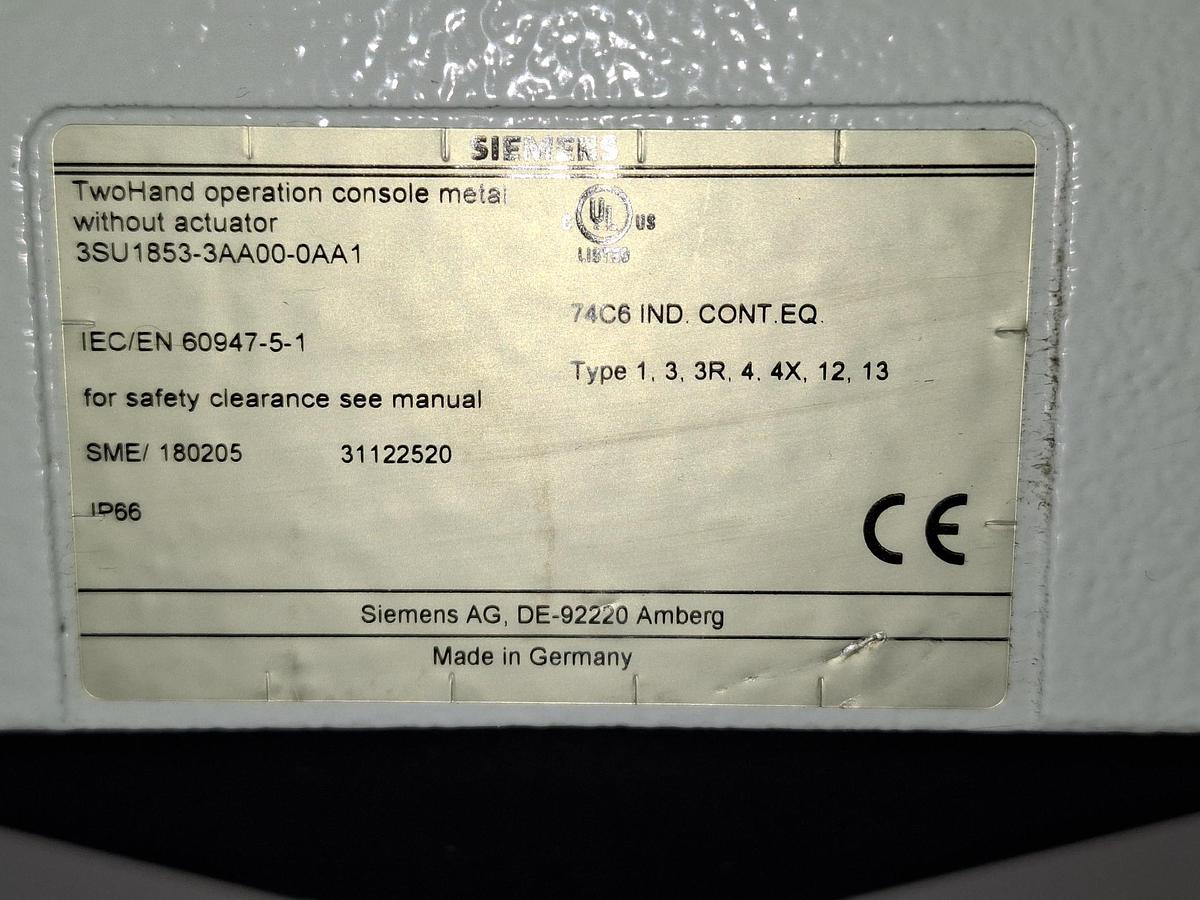 SIEMENS
TwoHand operation console metal
without actuator
3SU1853-3AA00-0AA1
C UL US
LISTED
74C6 IND. CONT.EQ.
IEC/EN 60947-5-1
Type 1, 3, 3R, 4. 4X, 12, 13
for safety clearance see manual
SME/ 180205 31122520
IP66
CE
Siemens AG, DE-92220 Amberg
Made in Germany